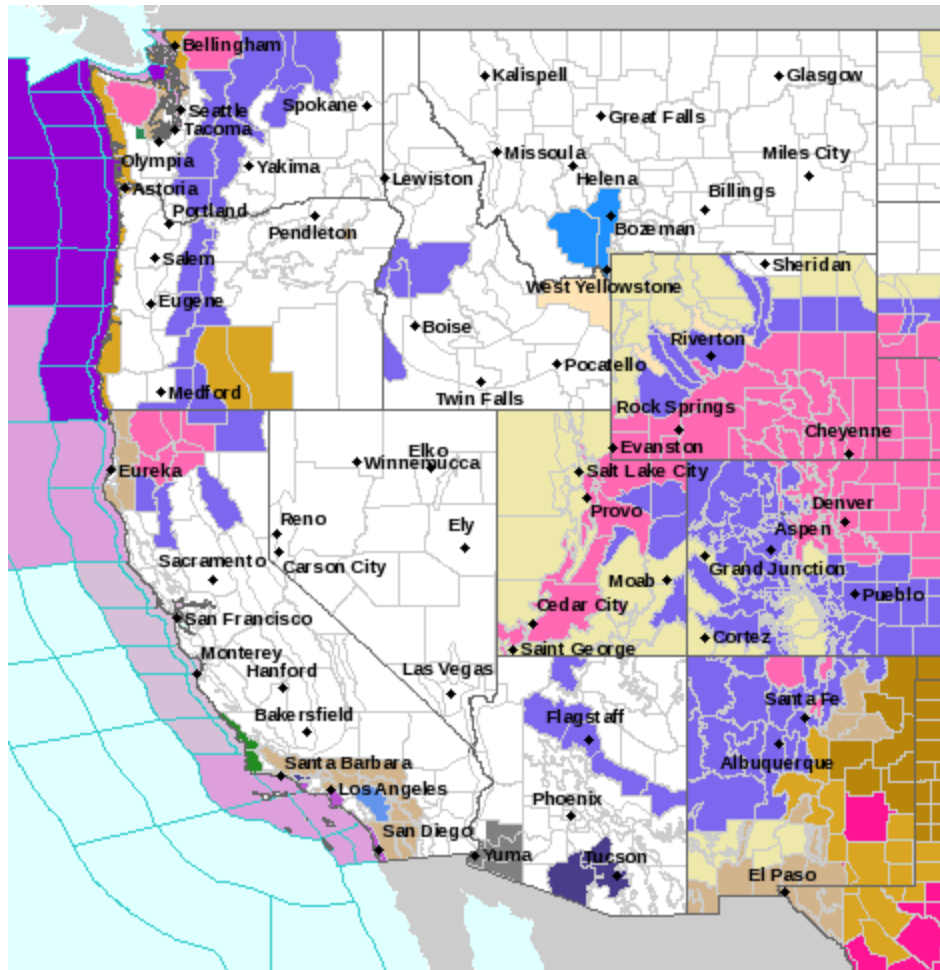 Bellingham
Kalispell
Glasgow
Seattle
Spokane
Great Falls
Tacoma
Olympia
Yakima
Missoula
Helena
Miles City
Astoria
Lewiston
Billings
Portland
Pendleton
Bozeman
Salem
Sheridan
West Yellowstone
Eugene
Boise
Riverton
Pocatello
Medford
Twin Falls
Rock Springs
Cheyenne
Evanston
Elko
Winnemucca
Eureka
Salt Lake City
Provo
Denver
Reno
Ely
Aspen
Sacramento
Carson City
Grand Junction
Moab
Pueblo
Cedar City
San Francisco
Cortez
Saint George
Monterey
Hanford
Las Vegas
Santa Fe
Bakersfield
Flagstaff
Albuquerque
Santa Barbara
Los Angeles
Phoenix
San Diego
Yuma
Tucson
El Paso